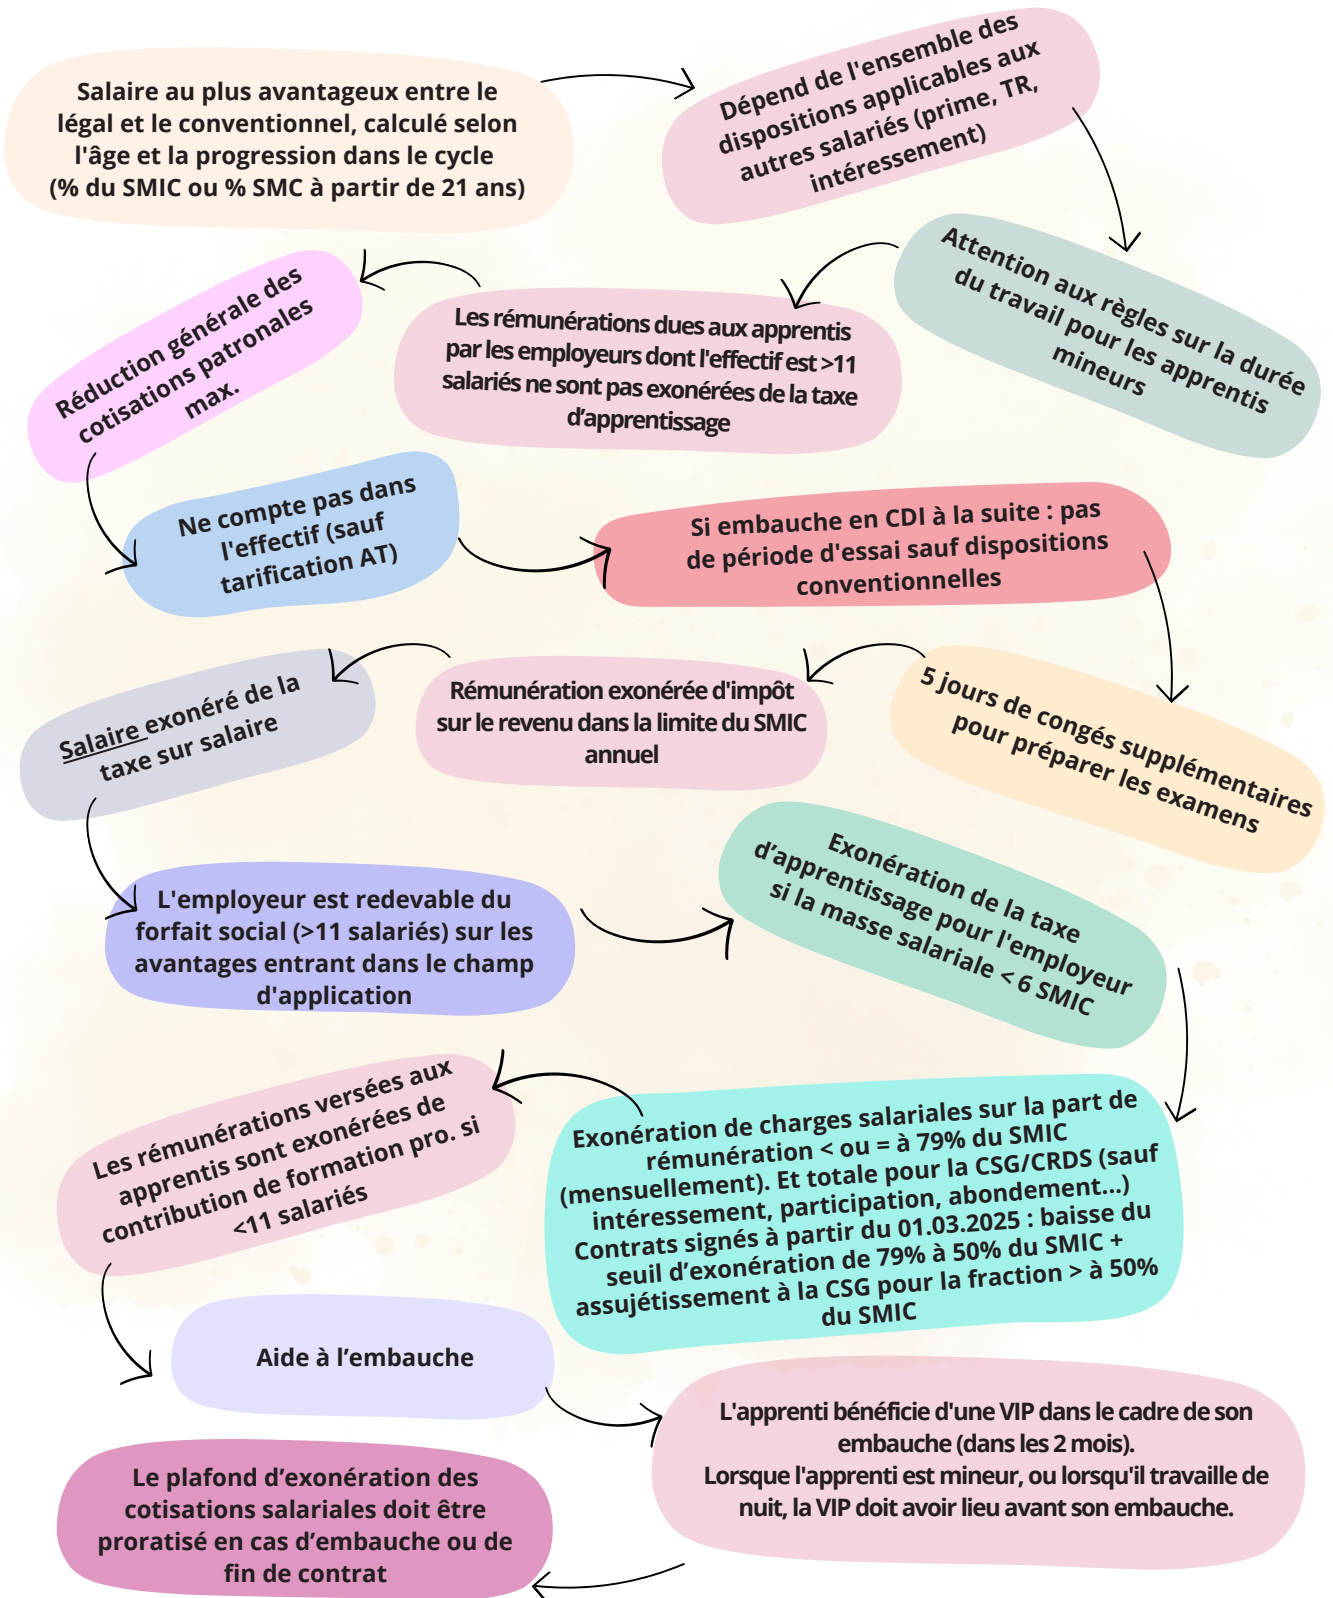 Salaire au plus avantageux entre le
légal et le conventionnel, calculé selon
l'âge et la progression dans le cycle
(% du SMIC ou % SMC à partir de 21 ans)
Dépend de l'ensemble des
dispositions applicables aux
autres salariés (prime, TR,
intéressement)
Attention aux règles sur la durée
du travail pour les apprentis
mineurs
Les rémunérations dues aux apprentis
par les employeurs dont l'effectif est >11
salariés ne sont pas exonérées de la taxe
d’apprentissage
Réduction générale des
cotisations patronales
max.
Ne compte pas dans
l'effectif (sauf
tarification AT)
Si embauche en CDI à la suite : pas
de période d'essai sauf dispositions
conventionnelles
5 jours de congés supplémentaires
pour préparer les examens
Rémunération exonérée d'impôt
sur le revenu dans la limite du SMIC
annuel
Salaire exonéré de la
taxe sur salaire
L'employeur est redevable du
forfait social (>11 salariés) sur les
avantages entrant dans le champ
d'application
Exonération de la taxe
d’apprentissage pour l'employeur
si la masse salariale < 6 SMIC
Exonération de charges salariales sur la part de
rémunération < ou = à 79% du SMIC
(mensuellement). Et totale pour la CSG/CRDS (sauf
intéressement, participation, abondement...)
Contrats signés à partir du 01.03.2025 : baisse du
seuil d’exonération de 79% à 50% du SMIC +
assujétissement à la CSG pour la fraction > à 50%
du SMIC
Les rémunérations versées aux
apprentis sont exonérées de
contribution de formation pro. si
<11 salariés
Aide à l’embauche
L'apprenti bénéficie d'une VIP dans le cadre de son
embauche (dans les 2 mois).
Lorsque l'apprenti est mineur, ou lorsqu'il travaille de
nuit, la VIP doit avoir lieu avant son embauche.
Le plafond d’exonération des
cotisations salariales doit être
proratisé en cas d’embauche ou de
fin de contrat